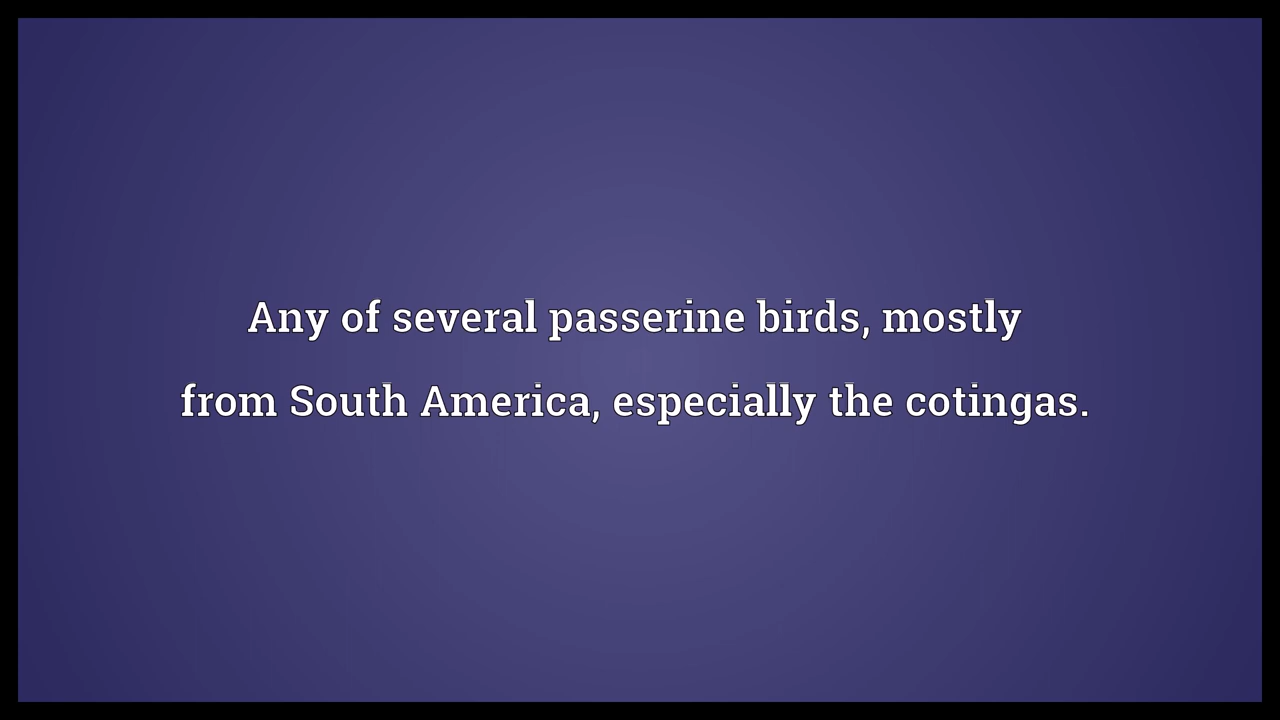 Any of several passerine birds, mostly
from South America, especially the cotingas.